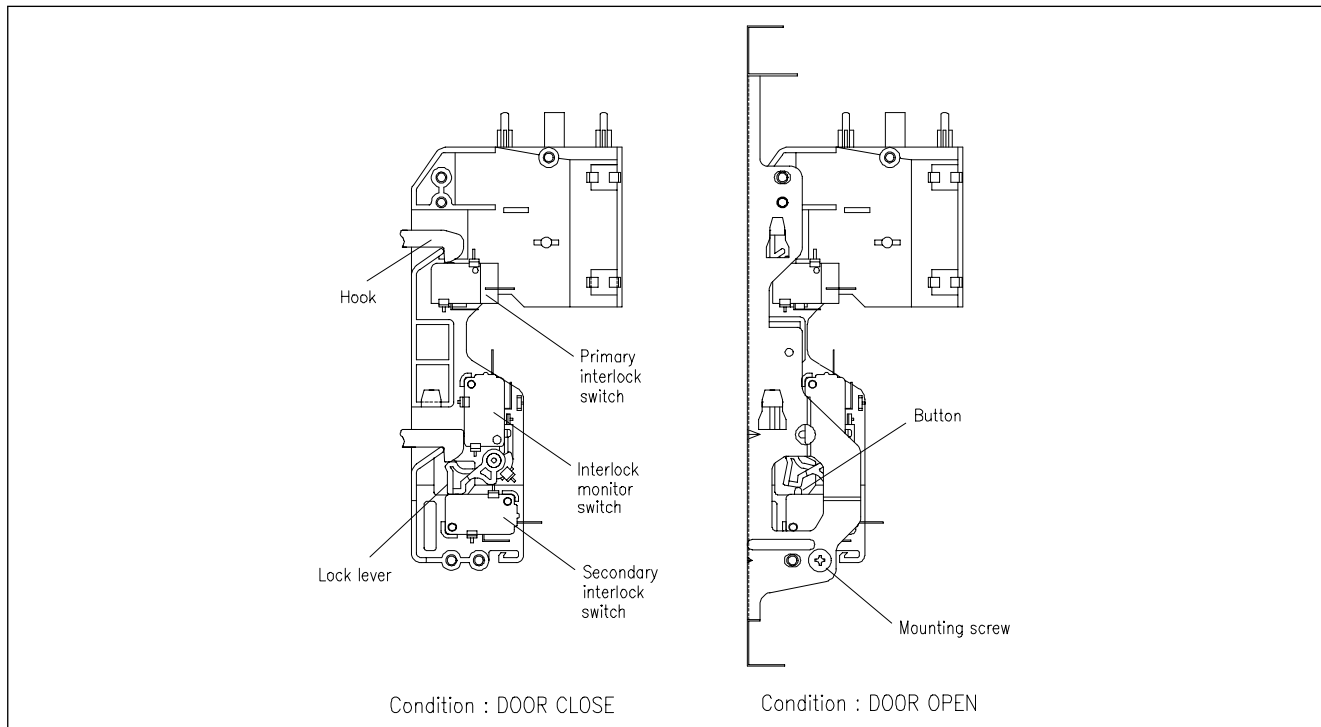 Hook
Primary
interlock
switch
Interlock
monitor
switch
Lock lever
Secondary
interlock
switch
Condition : DOOR CLOSE
Button
Mounting screw
Condition : DOOR OPEN